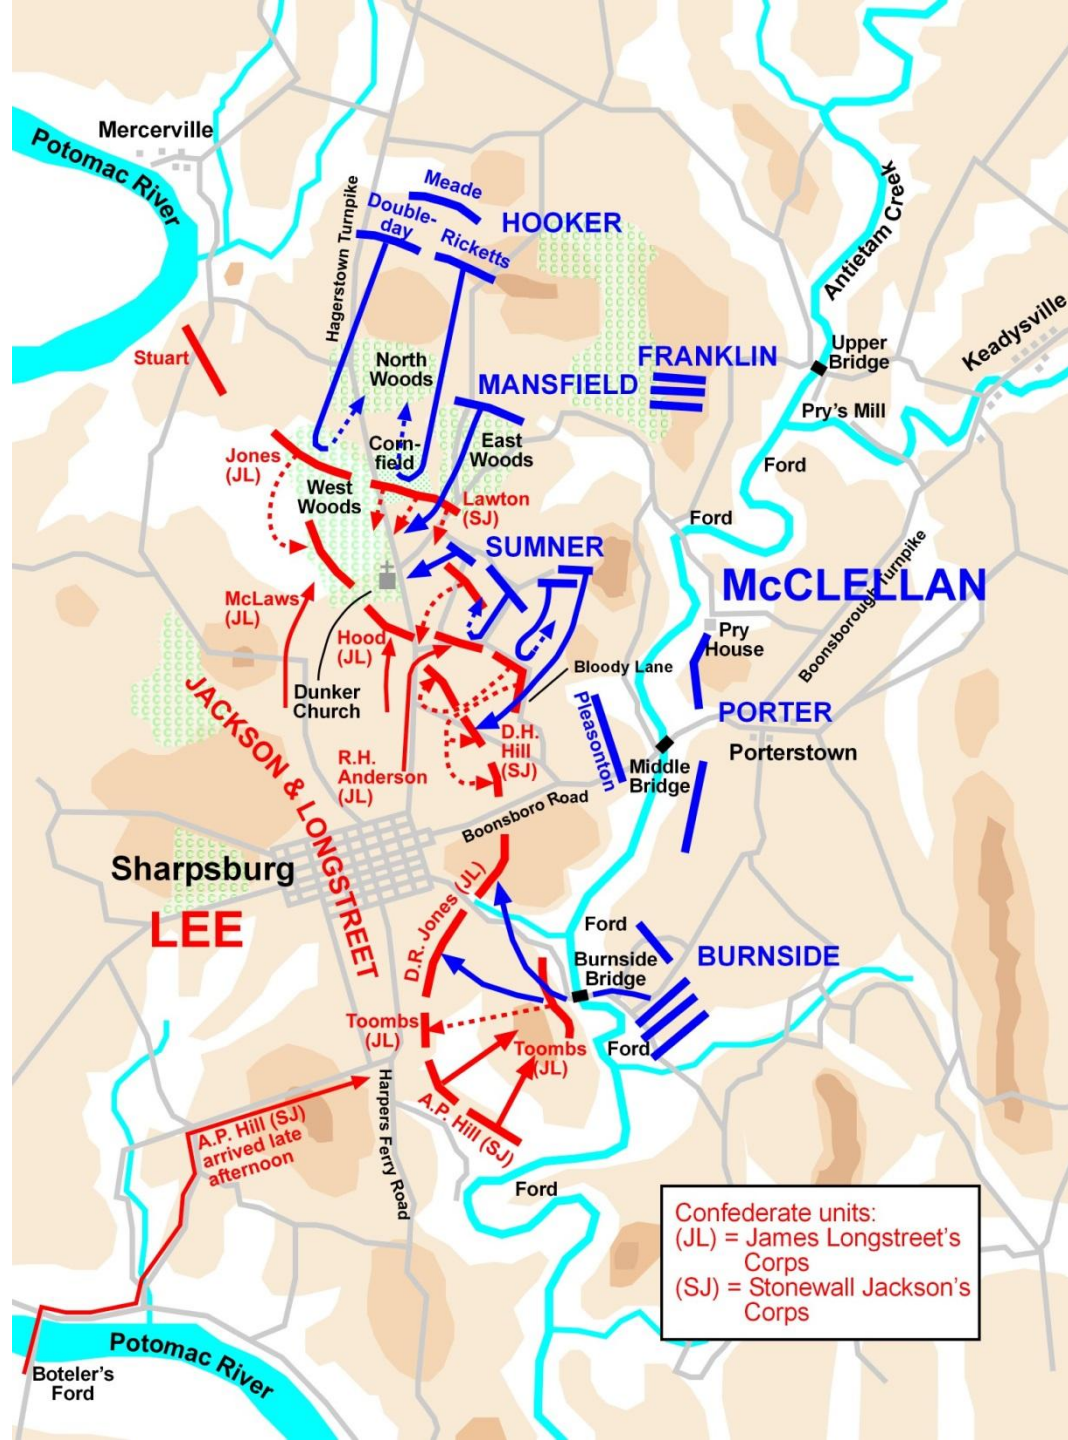 Mercerville
Potomac River
Meade
Double-
day
Ricketts
HOOKER
Hagerstown Turnpike
Antietam Creek
Keadysville
Stuart
North
Woods
MANSFIELD
FRANKLIN
Upper
Bridge
Pry's Mill
Jones
(JL)
Corn-
field
East
Woods
West
Woods
Lawton
(SJ)
Ford
Ford
SUMNER
McCLELLAN
Boonsborough Turnpike
McLaws
(JL)
Hood
(JL)
Pry
House
Bloody Lane
Dunker
Church
JACKSON & LONGSTREET
Pleasonton
PORTER
Porterstown
D.H.
Hill
(SJ)
R.H.
Anderson
(JL)
Middle
Bridge
Boonsboro Road
Sharpsburg
LEE
D.R. Jones (JL)
Ford
Burnside
Bridge
BURNSIDE
Toombs
(JL)
Toombs
(JL)
Ford
A.P. Hill (SJ)
A.P. Hill (SJ)
arrived late
afternoon
Harpers Ferry Road
Ford
Confederate units:
(JL) = James Longstreet's
Corps
(SJ) = Stonewall Jackson's
Corps
Potomac River
Boteler's
Ford